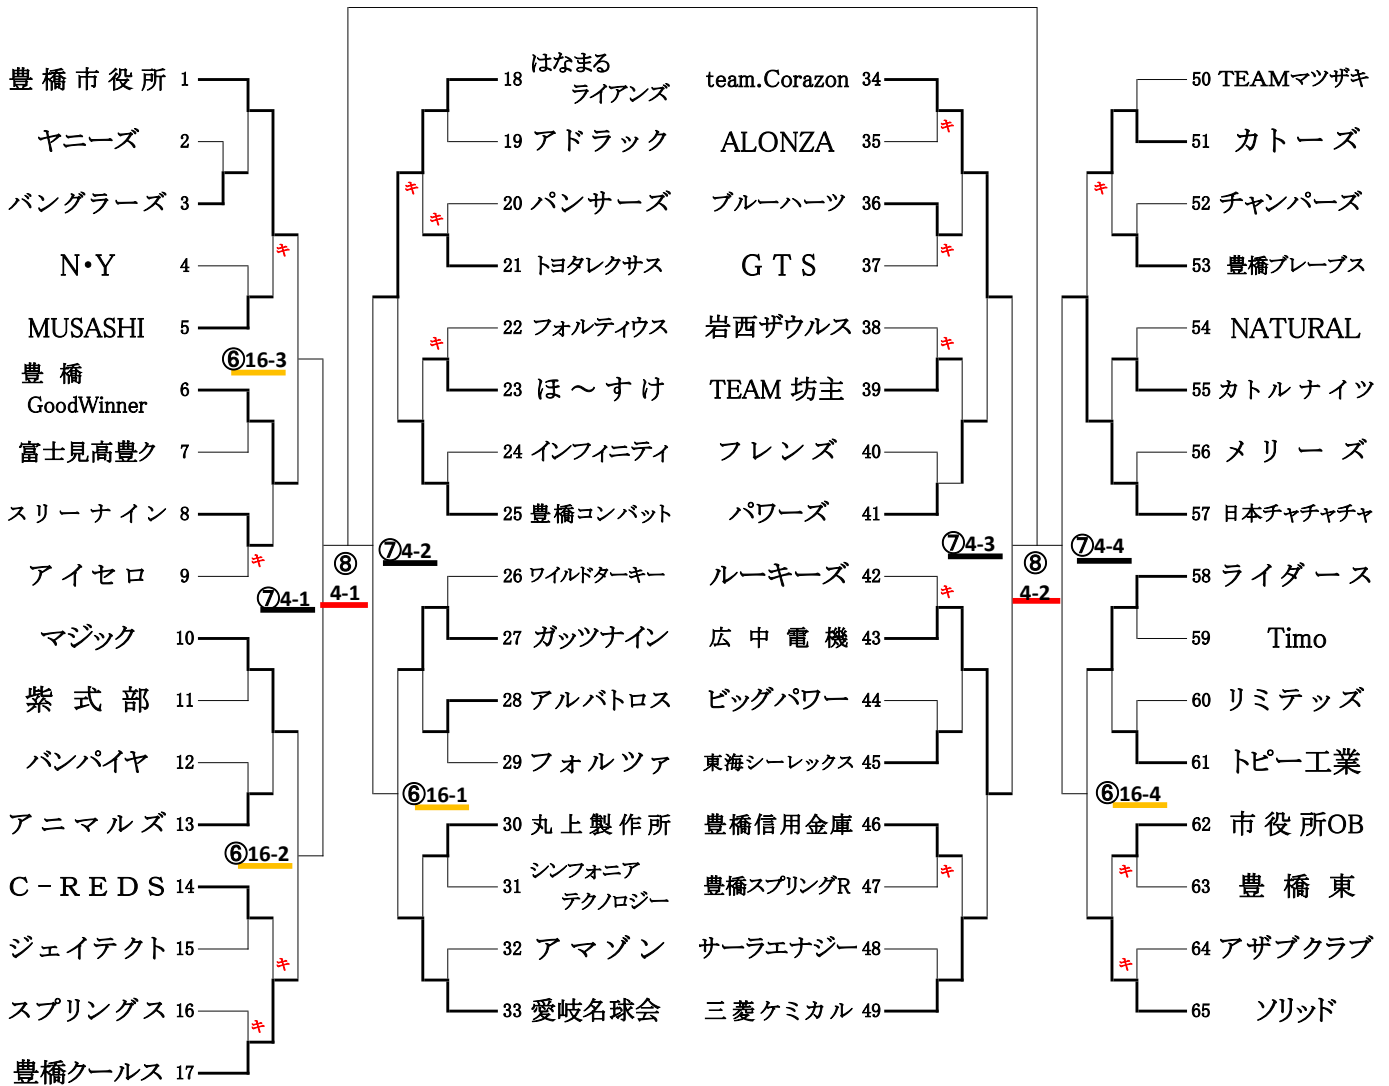 豊橋市役所 1
ヤニーズ 2
バングラーズ 3
N・Y 4
MUSASHI 5
豊橋
GoodWinner 6
富士見高豊ク 7
スリーナイン 8
アイセロ 9
マジック 10
紫式部 11
バンパイヤ 12
アニマルズ 13
C-REDS 14
ジェイテクト 15
スプリングス 16
豊橋クールス 17
キ
⑥16-3
キ
⑦4-1
⑥16-2
キ
キ
⑧
4-1
18 はなまる
ライアンズ
19 アドラック
20 パンサーズ
21 トヨタレクサス
22 フォルティウス
23 ほ～すけ
24 インフィニティ
25 豊橋コンバット
26 ワイルドターキー
27 ガッツナイン
28 アルバトロス
29 フォルツァ
30 丸上製作所
31 シンフォニア
テクノロジー
32 アマゾン
33 愛岐名球会
キ
キ
キ
⑦4-2
⑥16-1
team.Corazon 34
ALONZA 35
ブルーハーツ 36
GTS 37
岩西ザウルス 38
TEAM 坊主 39
フレンズ 40
パワーズ 41
ルーキーズ 42
広中電機 43
ビッグパワー 44
東海シーレックス 45
豊橋信用金庫 46
豊橋スプリングR 47
サーラエナジー 48
三菱ケミカル 49
キ
キ
キ
⑦4-3
キ
キ
⑧
4-2
50 TEAMマツザキ
51 カトーズ
52 チャンパーズ
53 豊橋ブレーブス
54 NATURAL
55 カトルナイツ
56 メリーズ
57 日本チャチャチャ
58 ライダース
59 Timo
60 リミテッズ
61 トピー工業
62 市役所OB
63 豊橋東
64 アザブクラブ
65 ソリッド
キ
⑦4-4
⑥16-4
キ
キ